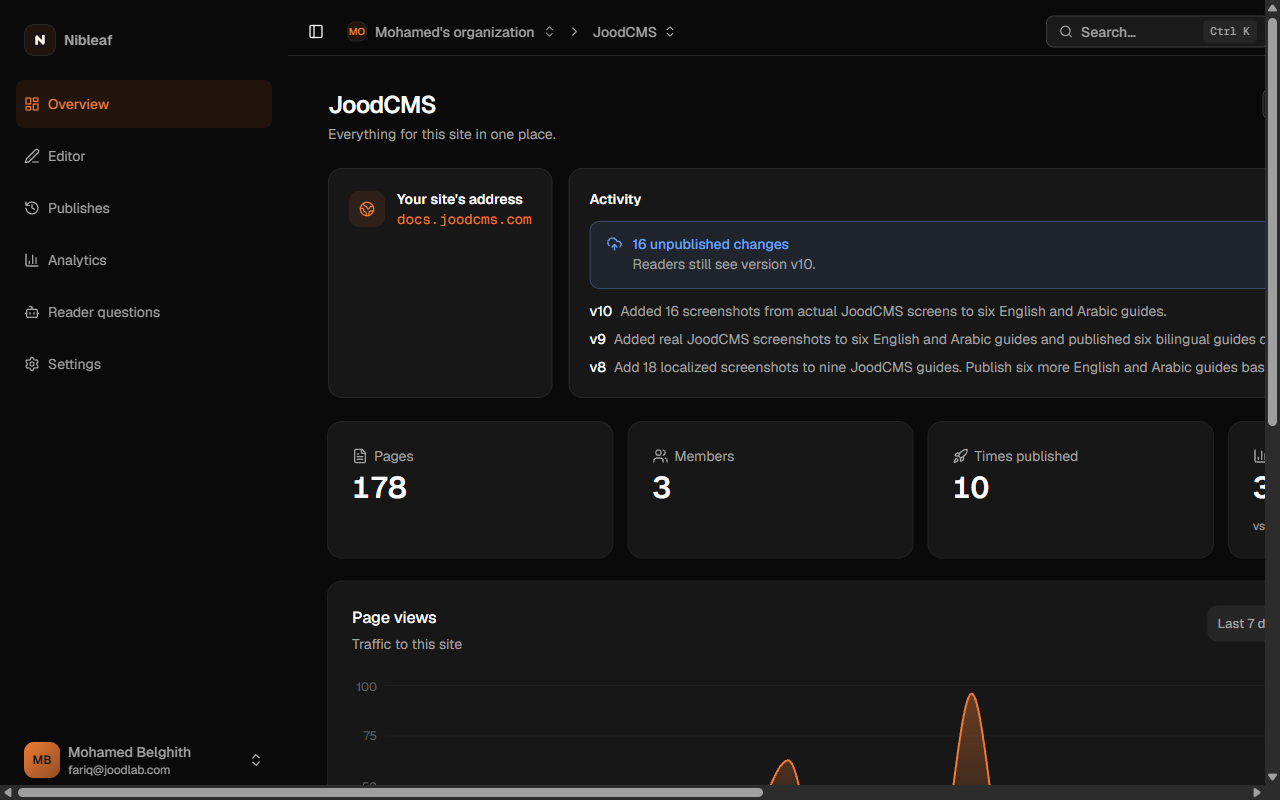 N Nibleaf
MO Mohamed's organization
JoodCMS
Search...
Ctrl K
Overview
Editor
Publishes
Analytics
Reader questions
Settings
JoodCMS
Everything for this site in one place.
Your site's address
docs.joodcms.com
Activity
16 unpublished changes
Readers still see version v10.
v10 Added 16 screenshots from actual JoodCMS screens to six English and Arabic guides.
v9 Added real JoodCMS screenshots to six English and Arabic guides and published six bilingual guides
v8 Add 18 localized screenshots to nine JoodCMS guides. Publish six more English and Arabic guides bas
Pages
178
Members
3
Times published
10
3
vs
Page views
Traffic to this site
Last 7 d
100
75
MB
Mohamed Belghith
fariq@joodlab.com